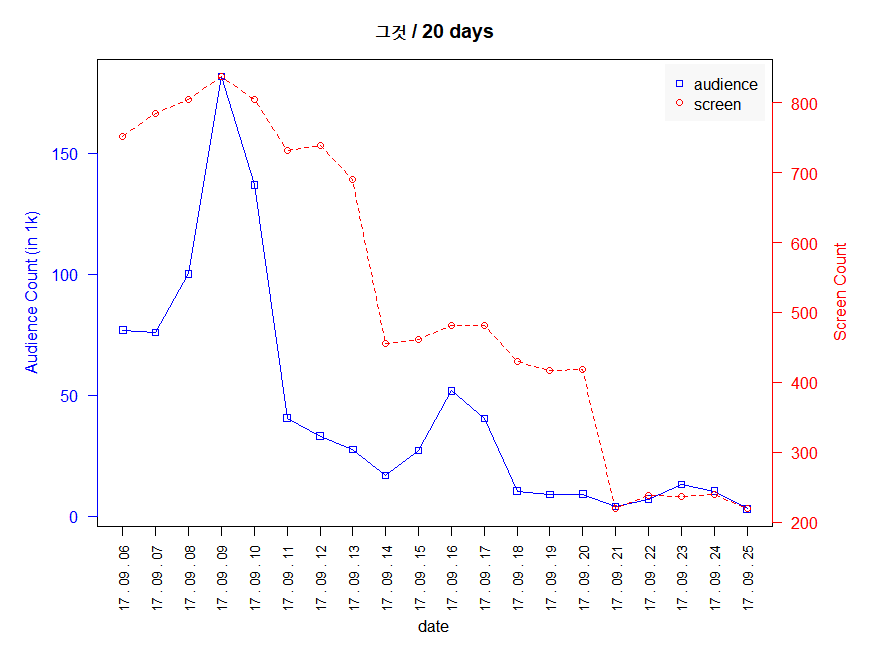 그것 / 20 days
audience
screen
Audience Count (in 1k)
150
100
50
0
800
700
600
500
400
300
200
Screen Count
17 . 09 . 06
17 . 09 . 07
17 . 09 . 08
17 . 09 . 09
17 . 09 . 10
17 . 09 . 11
17 . 09 . 12
17 . 09 . 13
17 . 09 . 14
17 . 09 . 15
17 . 09 . 16
17 . 09 . 17
17 . 09 . 18
17 . 09 . 19
17 . 09 . 20
17 . 09 . 21
17 . 09 . 22
17 . 09 . 23
17 . 09 . 24
17 . 09 . 25
date